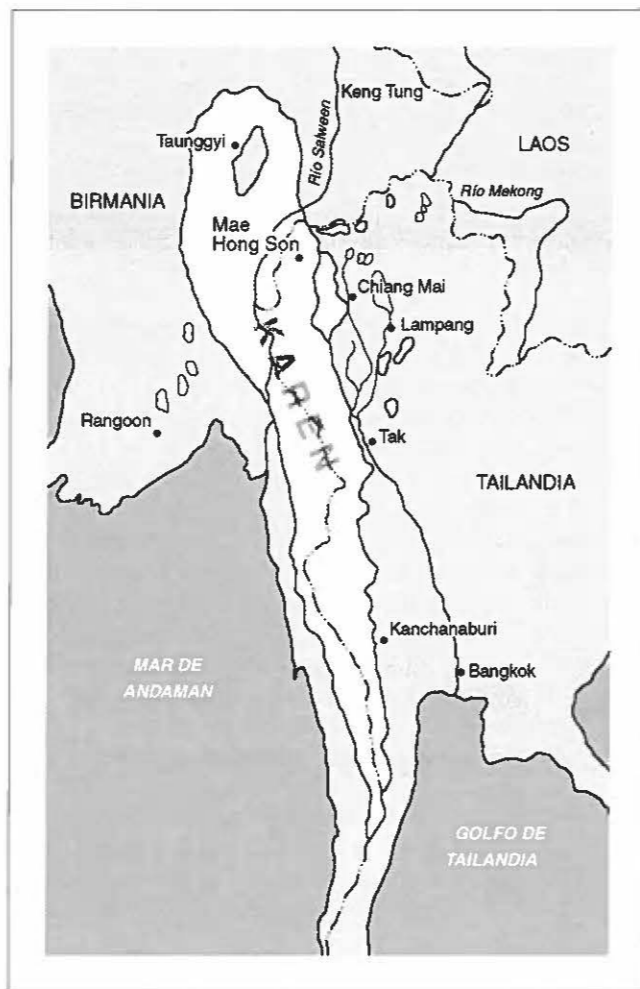 Keng Tung
Río Salween
Taunggyi
LAOS
BIRMANIA
Río Mekong
Mae
Hong Son
Chiang Mai
KAREN
Lampang
Rangoon
Tak
TAILANDIA
Kanchanaburi
MAR DE
ANDAMAN
Bangkok
GOLFO DE
TAILANDIA